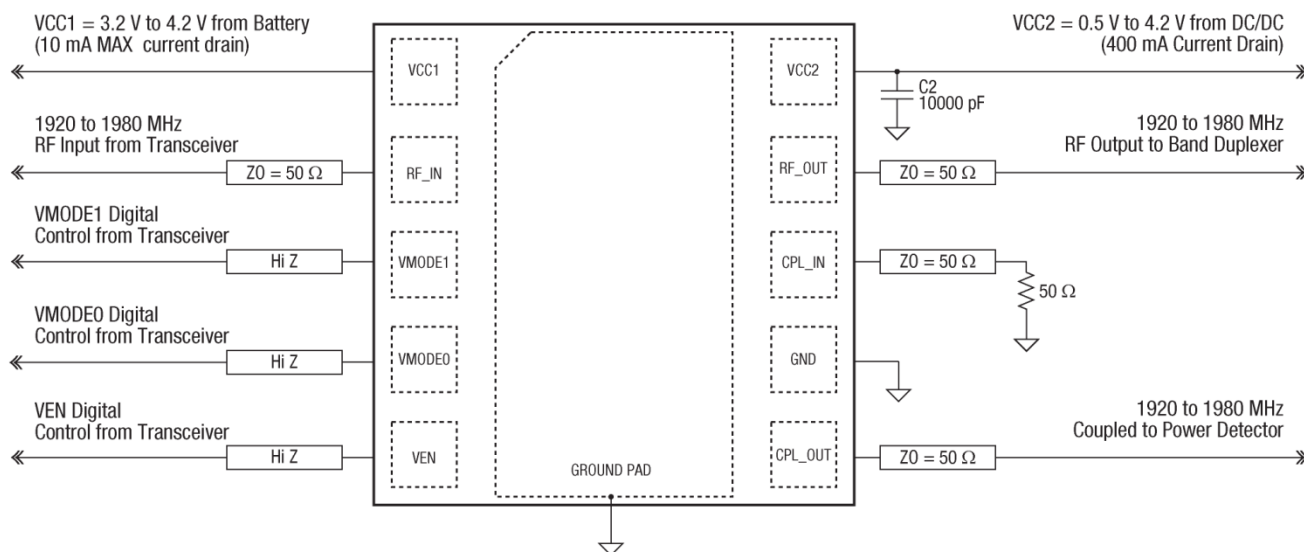 VCC1 = 3.2 V to 4.2 V from Battery
(10 mA MAX current drain)
VCC2 = 0.5 V to 4.2 V from DC/DC
(400 mA Current Drain)
VCC1
VCC2
C2
10000 pF
1920 to 1980 MHz
RF Input from Transceiver
Z0 = 50 Ω
RF_IN
RF_OUT
Z0 = 50 Ω
1920 to 1980 MHz
RF Output to Band Duplexer
VMODE1 Digital
Control from Transceiver
Hi Z
VMODE1
CPL_IN
Z0 = 50 Ω
50 Ω
VMODE0 Digital
Control from Transceiver
Hi Z
VMODE0
GND
VEN Digital
Control from Transceiver
Hi Z
VEN
GROUND PAD
CPL_OUT
Z0 = 50 Ω
1920 to 1980 MHz
Coupled to Power Detector